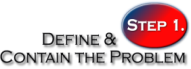 STEP 1.
DEFINE &
CONTAIN THE PROBLEM